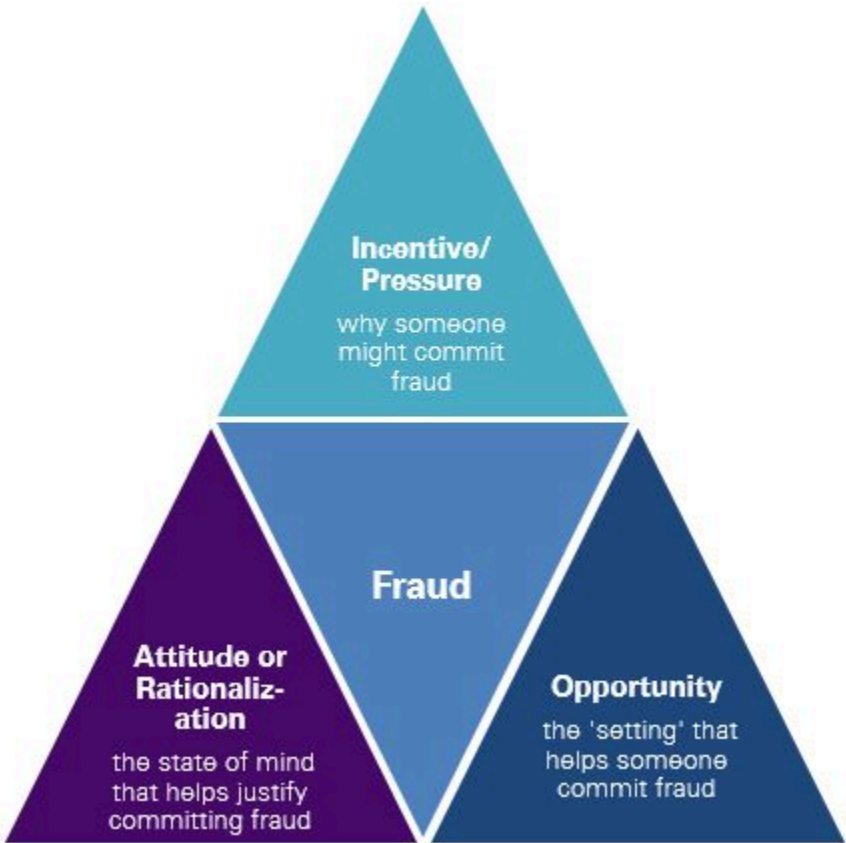 Incentive/
Pressure
why someone
might commit
fraud
Fraud
Attitude or
Rationaliz-
ation
the state of mind
that helps justify
committing fraud
Opportunity
the 'setting' that
helps someone
commit fraud